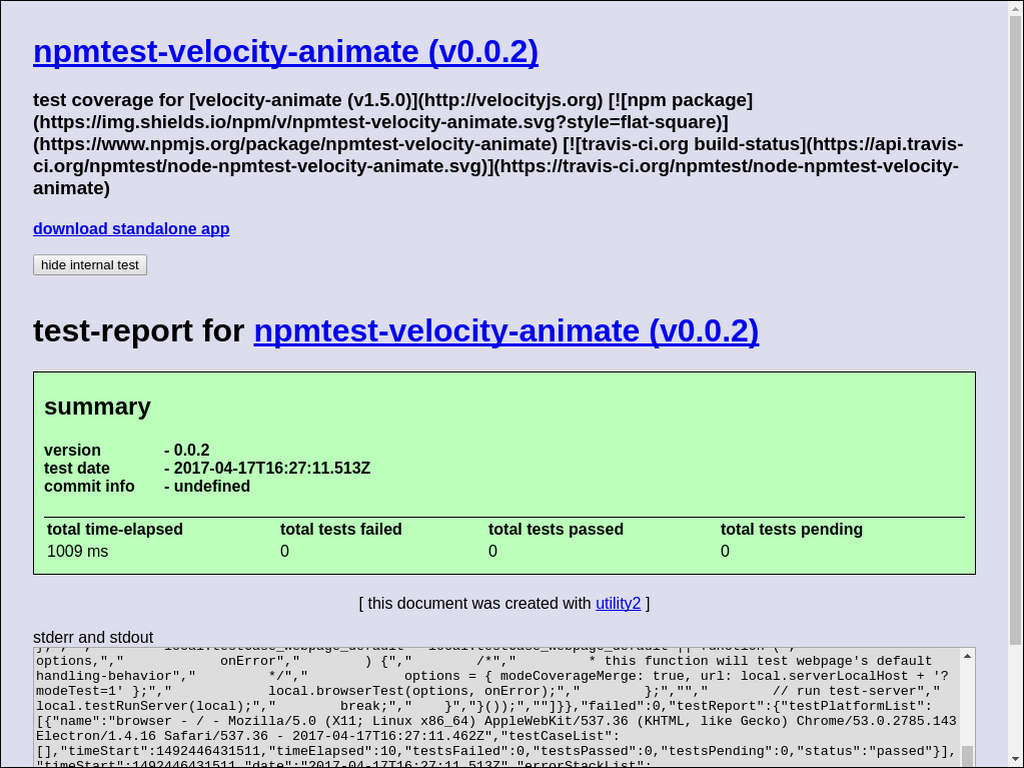 npmtest-velocity-animate (v0.0.2)
test coverage for [velocity-animate (v1.5.0)](http://velocityjs.org) [![npm package]
(https://img.shields.io/npm/v/npmtest-velocity-animate.svg?style=flat-square)]
(https://www.npmjs.org/package/npmtest-velocity-animate) [![travis-ci.org build-status](https://api.travis-
ci.org/npmtest/node-npmtest-velocity-animate.svg)](https://travis-ci.org/npmtest/node-npmtest-velocity-
animate)
download standalone app
hide internal test
test-report for npmtest-velocity-animate (v0.0.2)
summary
version - 0.0.2
test date - 2017-04-17T16:27:11.513Z
commit info - undefined
total time-elapsed total tests failed total tests passed total tests pending
1009 ms 0 0 0
[ this document was created with utility2 ]
stderr and stdout
options,"," onError"," ) {"," /*"," * this function will test webpage's default
handling-behavior"," */"," options = { modeCoverageMerge: true, url: local.serverLocalHost + '?
modeTest=1' };"," local.browserTest(options, onError);"," };",""," // run test-server","
local.testRunServer(local);"," break;"," }","}());",""]}},"failed":0,"testReport":{"testPlatformList":
[{"name":"browser - / - Mozilla/5.0 (X11; Linux x86_64) AppleWebKit/537.36 (KHTML, like Gecko) Chrome/53.0.2785.143
Electron/1.4.16 Safari/537.36 - 2017-04-17T16:27:11.462Z","testCaseList":
[],"timeStart":1492446431511,"timeElapsed":10,"testsFailed":0,"testsPassed":0,"testsPending":0,"status":"passed"}],
"timeStart":1492446431511,"date":"2017-04-17T16:27:11.513Z","errorStackList":